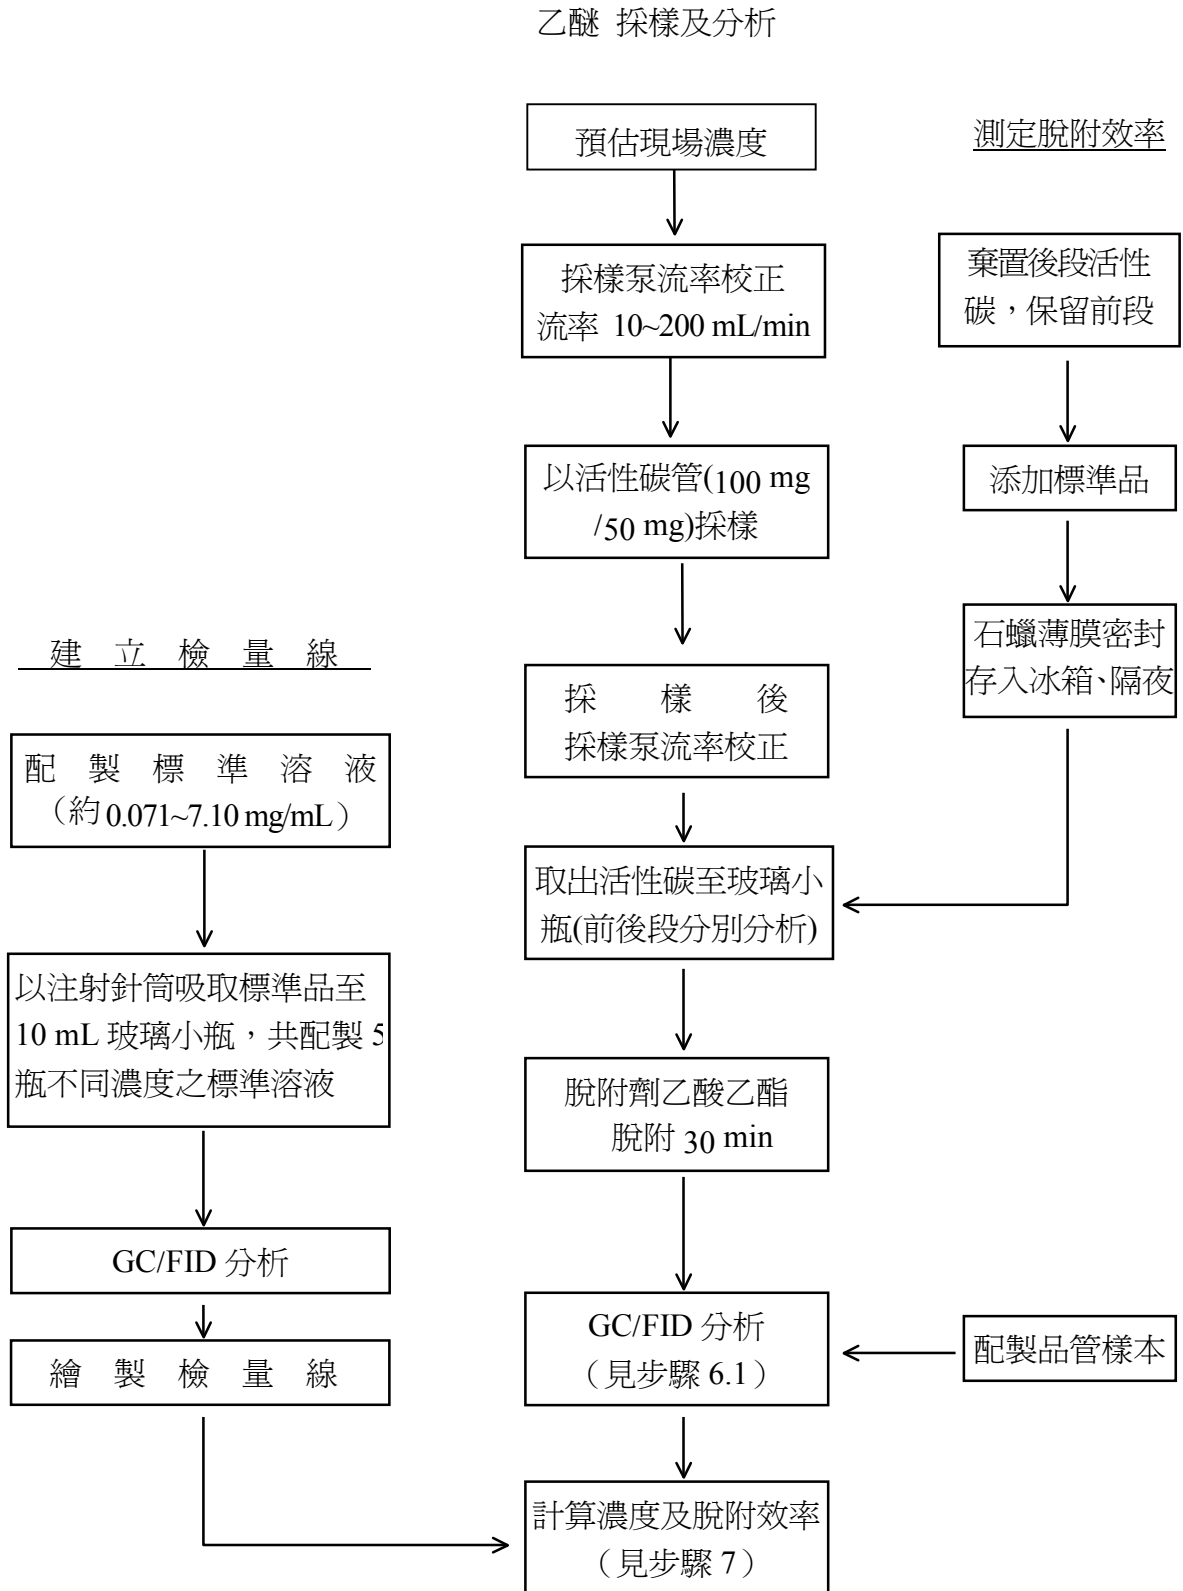 乙醚 採樣及分析
預估現場濃度
採樣泵流率校正
流率 10~200 mL/min
以活性碳管(100 mg
/50 mg)採樣
採樣後
採樣泵流率校正
取出活性碳至玻璃小
瓶(前後段分別分析)
脫附劑乙酸乙酯
脫附 30 min
GC/FID 分析
（見步驟 6.1）
計算濃度及脫附效率
（見步驟 7）
測定脫附效率
棄置後段活性
碳，保留前段
添加標準品
石蠟薄膜密封
存入冰箱、隔夜
配製品管樣本
建立檢量線
配製標準溶液
（約 0.071~7.10 mg/mL）
以注射針筒吸取標準品至
10 mL 玻璃小瓶，共配製 5
瓶不同濃度之標準溶液
GC/FID 分析
繪製檢量線